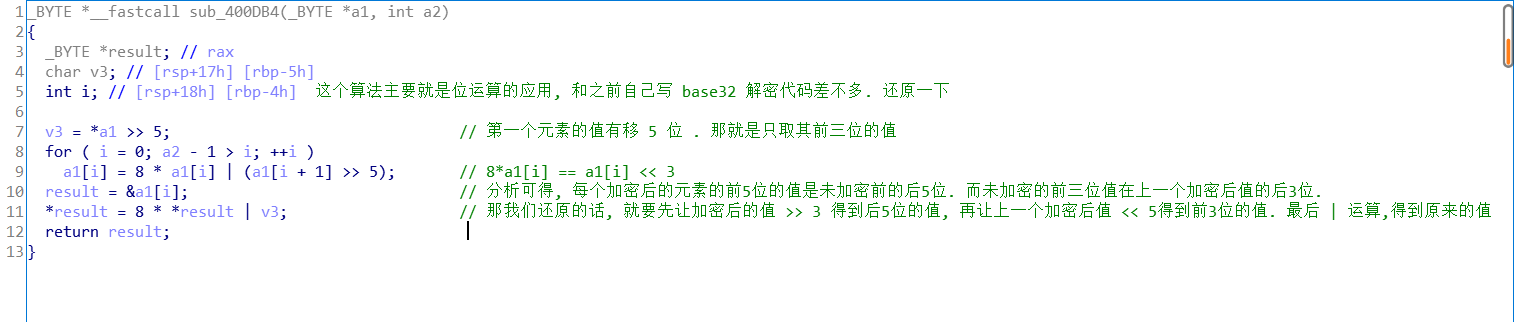 1 _BYTE *__fastcall sub_400DB4(_BYTE *a1, int a2)
2 {
3 _BYTE *result; // rax
4 char v3; // [rsp+17h] [rbp-5h]
5 int i; // [rsp+18h] [rbp-4h] 这个算法主要就是位运算的应用, 和之前自己写 base32 解密代码差不多. 还原一下
6
7 v3 = *a1 >> 5; // 第一个元素的值有移 5 位 . 那就是只取其前三位的值
8 for ( i = 0; a2 - 1 > i; ++i )
9 a1[i] = 8 * a1[i] | (a1[i + 1] >> 5); // 8*a1[i] == a1[i] << 3
10 result = &a1[i]; // 分析可得, 每个加密后的元素的前5位的值是未加密前的后5位. 而未加密的前三位值在上一个加密后值的后3位.
11 *result = 8 * *result | v3; // 那我们还原的话, 就要先让加密后的值 >> 3 得到后5位的值, 再让上一个加密后值 << 5得到前3位的值. 最后 | 运算,得到原来的值
12 return result;
13 }